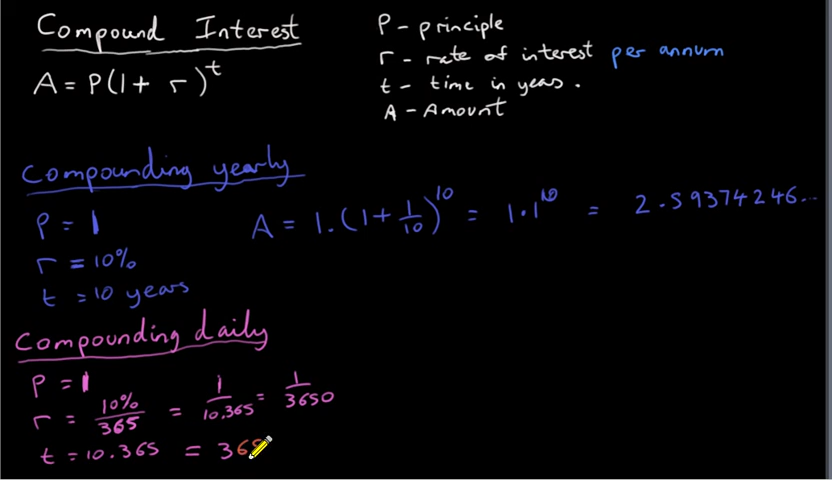 Compound Interest
A = P(1 + r)^t
P - principle
r - rate of interest per annum
t - time in years.
A - Amount
Compounding yearly
P = 1
r = 10%
t = 10 years
A = 1.(1 + 1/10)^10 = 1.1^10 = 2.59374246...
Compounding daily
P = 1
r = 10%/365 = 1/10.365 = 1/3650
t = 10.365 = 365